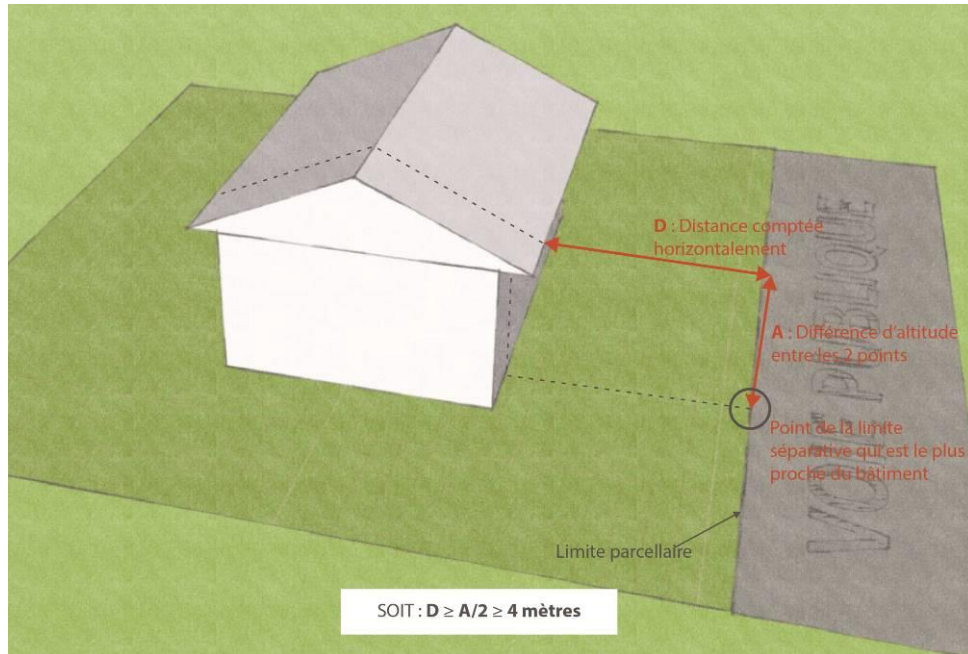 D : Distance comptée
horizontalement
VOIE PUBLIQUE
A : Différence d'altitude
entre les 2 points
Point de la limite
séparative qui est le plus
proche du bâtiment
Limite parcellaire
SOIT : D ≥ A/2 ≥ 4 mètres